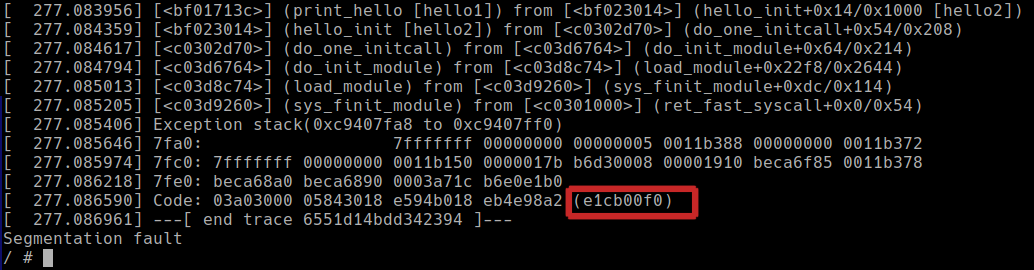 [  277.083956] [<bf01713c>] (print_hello [hello1]) from [<bf023014>] (hello_init+0x14/0x1000 [hello2])
[  277.084359] [<bf023014>] (hello_init [hello2]) from [<c0302d70>] (do_one_initcall+0x54/0x208)
[  277.084617] [<c0302d70>] (do_one_initcall) from [<c03d6764>] (do_init_module+0x64/0x214)
[  277.084794] [<c03d6764>] (do_init_module) from [<c03d8c74>] (load_module+0x22f8/0x2644)
[  277.085013] [<c03d8c74>] (load_module) from [<c03d9260>] (sys_finit_module+0xdc/0x114)
[  277.085205] [<c03d9260>] (sys_finit_module) from [<c0301000>] (ret_fast_syscall+0x0/0x54)
[  277.085406] Exception stack(0xc9407fa8 to 0xc9407ff0)
[  277.085646] 7fa0:                   7fffffff 00000000 00000005 0011b388 00000000 0011b372
[  277.085974] 7fc0: 7fffffff 00000000 0011b150 0000017b b6d30008 00001910 beca6f85 0011b378
[  277.086218] 7fe0: beca68a0 beca6890 0003a71c b6e0e1b0
[  277.086590] Code: 03a03000 05843018 e594b018 eb4e98a2 (e1cb00f0)
[  277.086961] ---[ end trace 6551d14bdd342394 ]---
Segmentation fault
/ #